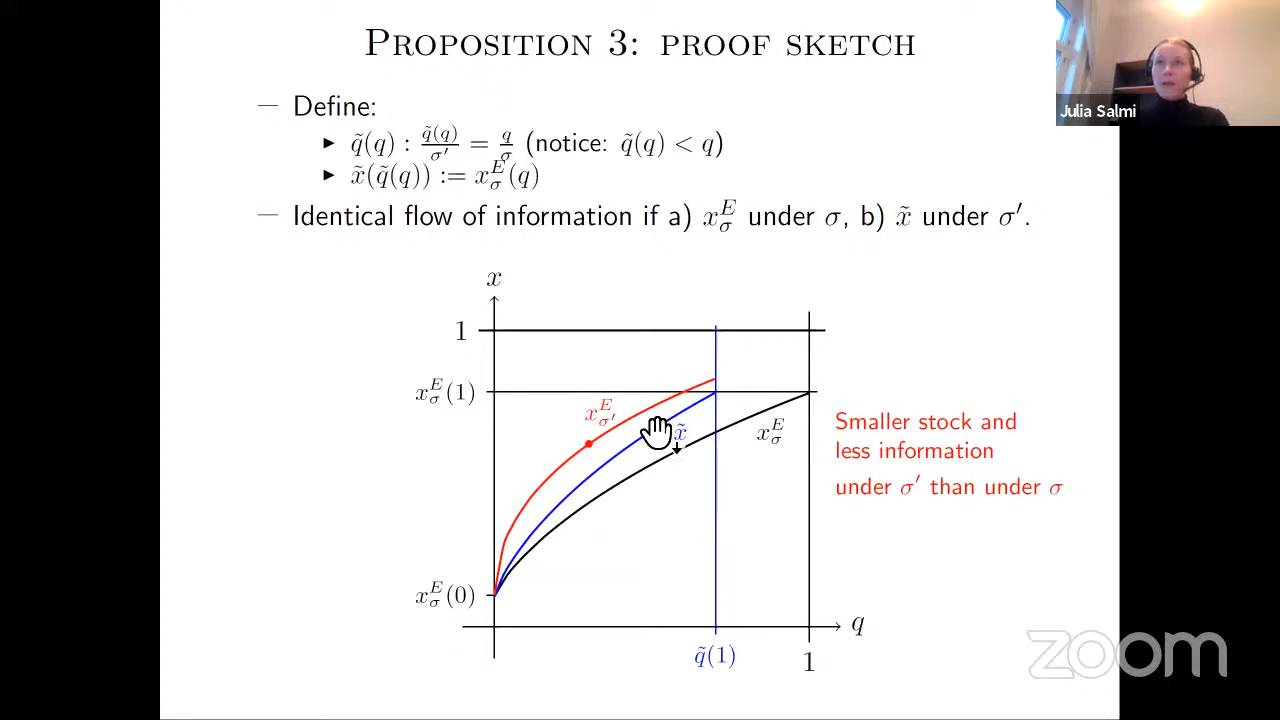 PROPOSITION 3: PROOF SKETCH
Julia Salmi
— Define:
▶ q̃(q) : q̃(q)/σ′ = q/σ (notice: q̃(q) < q)
▶ x̃(q̃(q)) := x_σ^E(q)
— Identical flow of information if a) x_σ^E under σ, b) x̃ under σ′.
x
1
x_σ^E(1)
x_σ′^E
x̃
x_σ^E
Smaller stock and
less information
under σ′ than under σ
x_σ^E(0)
q
q̃(1)
1
zoom